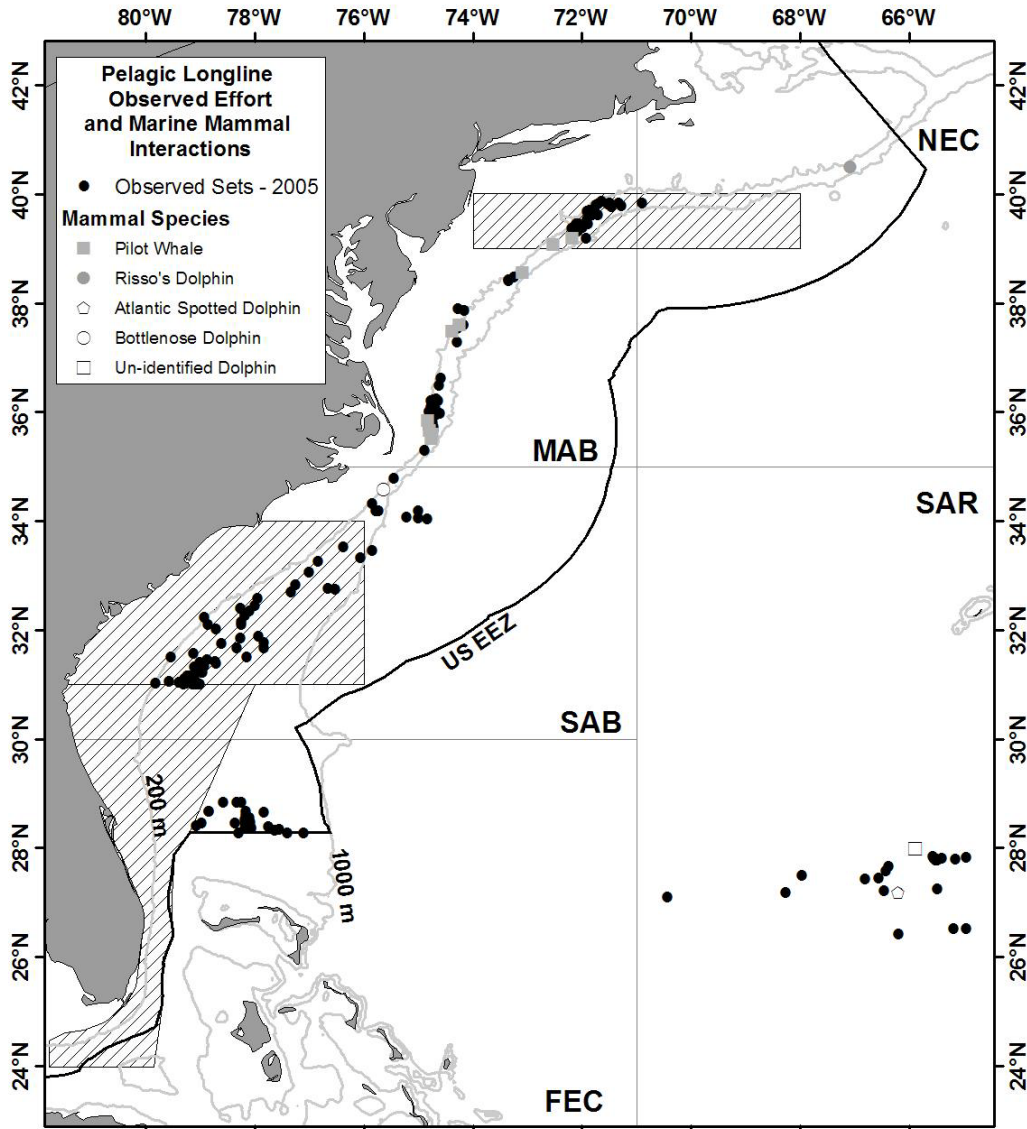 80°W 78°W 76°W 74°W 72°W 70°W 68°W 66°W
Pelagic Longline
Observed Effort
and Marine Mammal
Interactions
Observed Sets - 2005
Mammal Species
Pilot Whale
Risso's Dolphin
Atlantic Spotted Dolphin
Bottlenose Dolphin
Un-identified Dolphin
42°N
40°N
38°N
36°N
34°N
32°N
30°N
28°N
26°N
24°N
NEC
MAB
SAR
US EEZ
SAB
200 m
1000 m
FEC
42°N
40°N
38°N
36°N
34°N
32°N
30°N
28°N
26°N
24°N